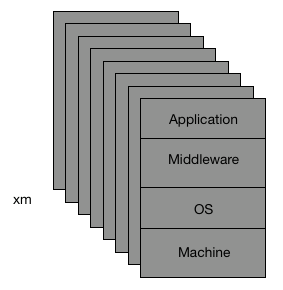 Application
Middleware
xm
OS
Machine